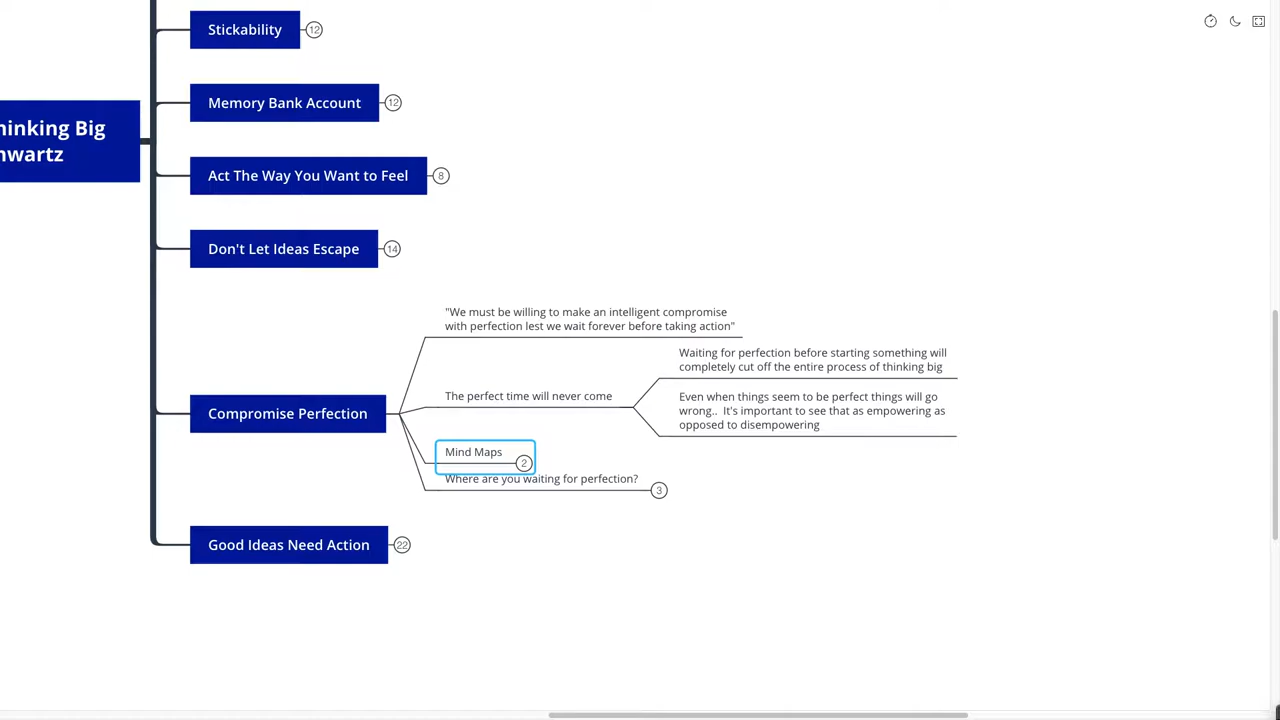 Stickability
12
Memory Bank Account
12
hinking Big
hwartz
Act The Way You Want to Feel
8
Don't Let Ideas Escape
14
"We must be willing to make an intelligent compromise
with perfection lest we wait forever before taking action"
Waiting for perfection before starting something will
completely cut off the entire process of thinking big
The perfect time will never come
Even when things seem to be perfect things will go
wrong..  It's important to see that as empowering as
opposed to disempowering
Compromise Perfection
Mind Maps
2
Where are you waiting for perfection?
3
Good Ideas Need Action
22